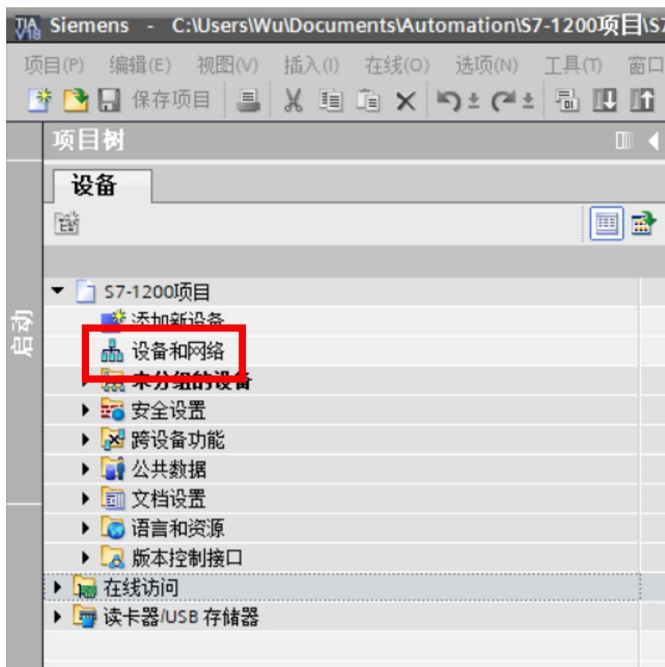 TIA V18 Siemens - C:\Users\Wu\Documents\Automation\S7-1200项目\S7
项目(P) 编辑(E) 视图(V) 插入(I) 在线(O) 选项(N) 工具(T) 窗口
保存项目
项目树
设备
启动
S7-1200项目
添加新设备
设备和网络
未分组的设备
安全设置
跨设备功能
公共数据
文档设置
语言和资源
版本控制接口
在线访问
读卡器/USB 存储器